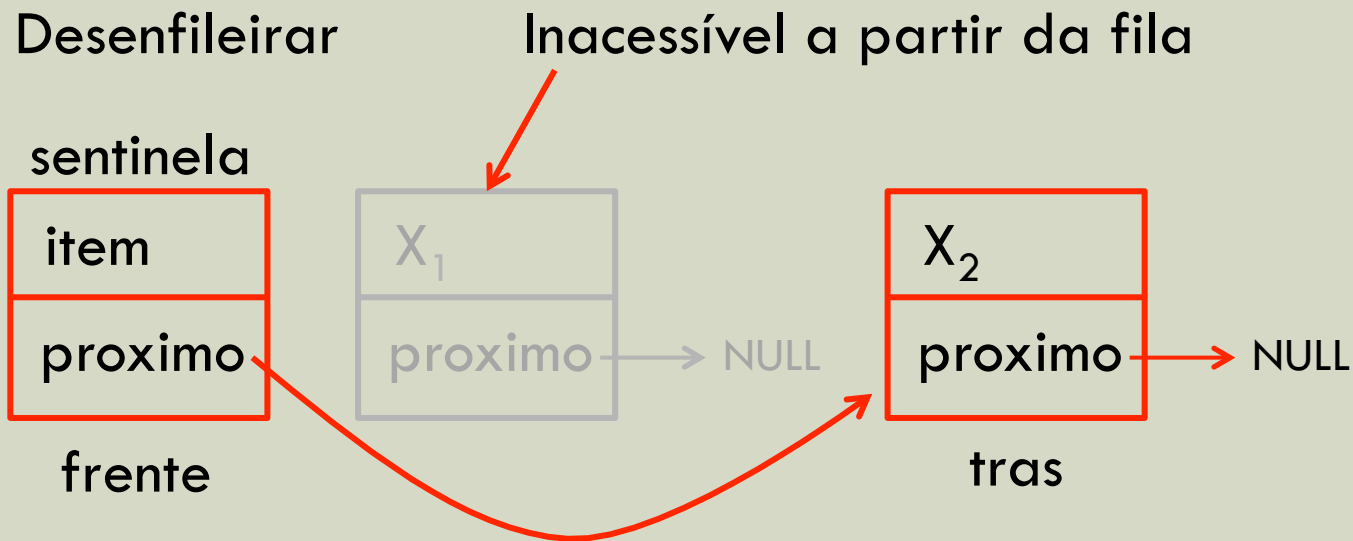 Desenfileirar
Inacessível a partir da fila
sentinela
item
X₁
X₂
proximo
proximo
NULL
proximo
NULL
frente
tras